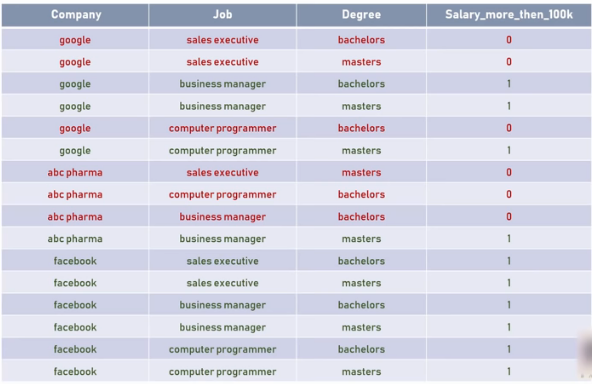 Company Job Degree Salary_more_then_100k
google sales executive bachelors 0
google sales executive masters 0
google business manager bachelors 1
google business manager masters 1
google computer programmer bachelors 0
google computer programmer masters 1
abc pharma sales executive masters 0
abc pharma computer programmer bachelors 0
abc pharma business manager bachelors 0
abc pharma business manager masters 1
facebook sales executive bachelors 1
facebook sales executive masters 1
facebook business manager bachelors 1
facebook business manager masters 1
facebook computer programmer bachelors 1
facebook computer programmer masters 1